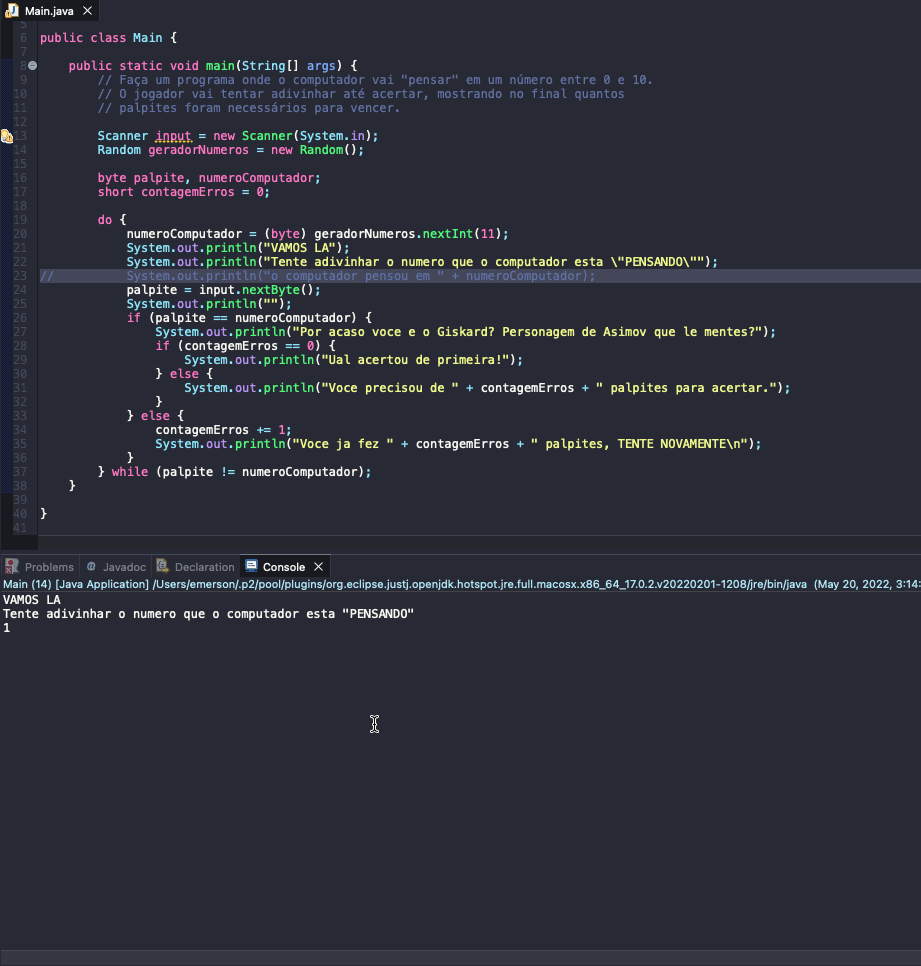 Main.java
5
6 public class Main {
7
8 public static void main(String[] args) {
9 // Faça um programa onde o computador vai "pensar" em um número entre 0 e 10.
10 // O jogador vai tentar adivinhar até acertar, mostrando no final quantos
11 // palpites foram necessários para vencer.
12
13 Scanner input = new Scanner(System.in);
14 Random geradorNumeros = new Random();
15
16 byte palpite, numeroComputador;
17 short contagemErros = 0;
18
19 do {
20 numeroComputador = (byte) geradorNumeros.nextInt(11);
21 System.out.println("VAMOS LA");
22 System.out.println("Tente adivinhar o numero que o computador esta \"PENSANDO\"");
23 // System.out.println("o computador pensou em " + numeroComputador);
24 palpite = input.nextByte();
25 System.out.println("");
26 if (palpite == numeroComputador) {
27 System.out.println("Por acaso voce e o Giskard? Personagem de Asimov que le mentes?");
28 if (contagemErros == 0) {
29 System.out.println("Ual acertou de primeira!");
30 } else {
31 System.out.println("Voce precisou de " + contagemErros + " palpites para acertar.");
32 }
33 } else {
34 contagemErros += 1;
35 System.out.println("Voce ja fez " + contagemErros + " palpites, TENTE NOVAMENTE\n");
36 }
37 } while (palpite != numeroComputador);
38 }
39
40 }
41
Problems @ Javadoc Declaration Console
Main (14) [Java Application] /Users/emerson/.p2/pool/plugins/org.eclipse.justj.openjdk.hotspot.jre.full.macosx.x86_64_17.0.2.v20220201-1208/jre/bin/java (May 20, 2022, 3:14:
VAMOS LA
Tente adivinhar o numero que o computador esta "PENSANDO"
1